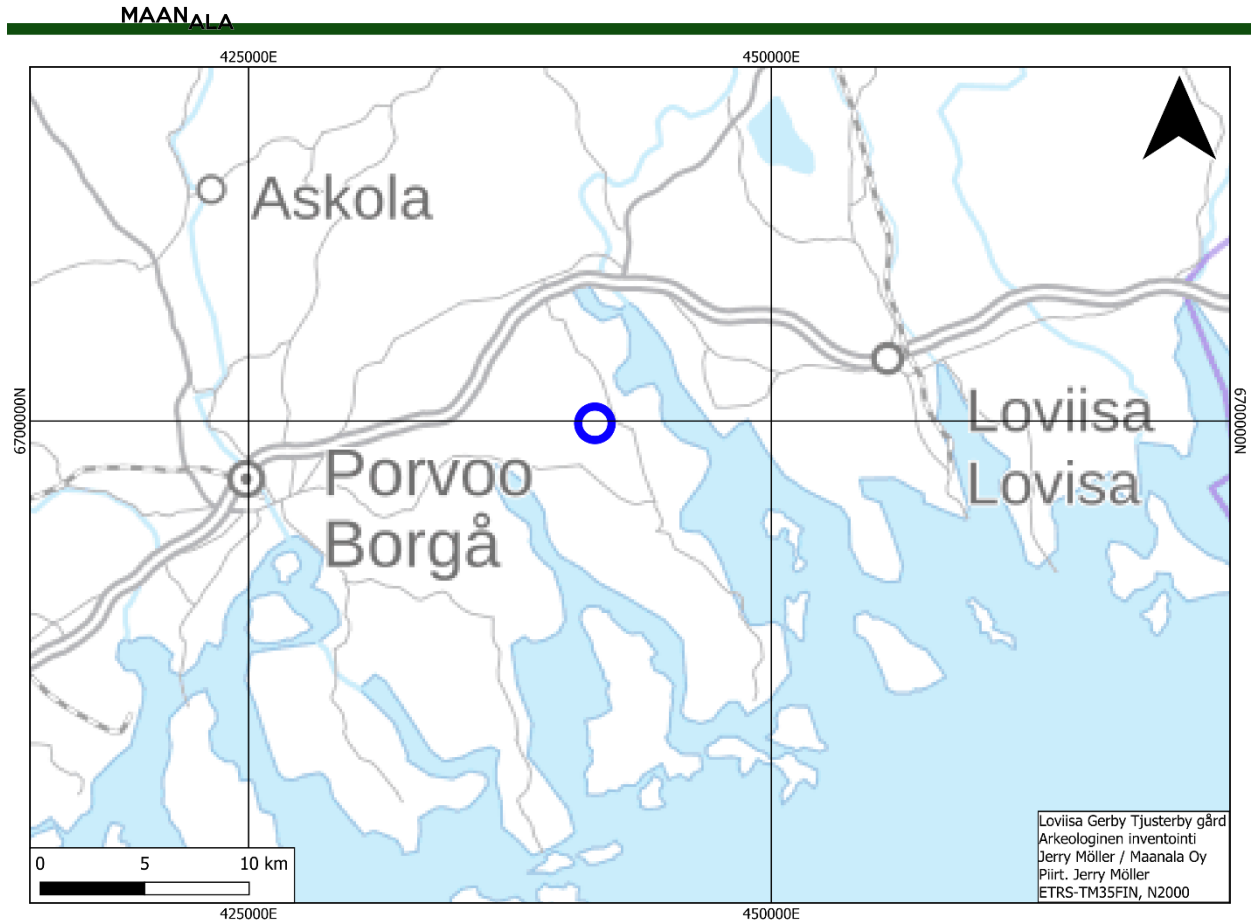 MAANALA
425000E 450000E
Askola
6700000N
6700000N
Loviisa
Lovisa
Porvoo
Borgå
0 5 10 km
Loviisa Gerby Tjusterby gård
Arkeologinen inventointi
Jerry Möller / Maanala Oy
Piirt. Jerry Möller
ETRS-TM35FIN, N2000
425000E 450000E